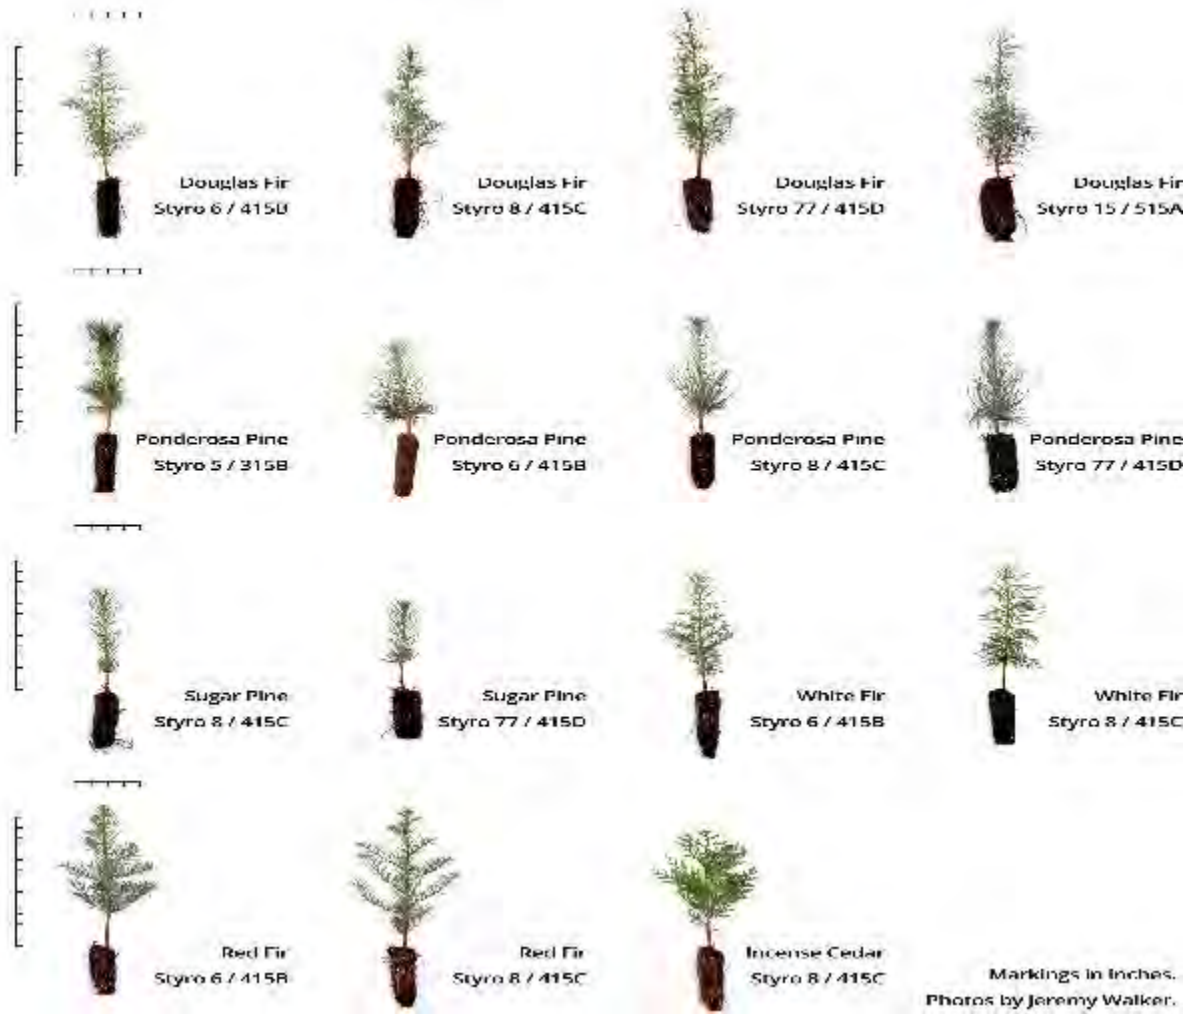 Douglas Fir
Styro 6 / 415B
Douglas Fir
Styro 8 / 415C
Douglas Fir
Styro 77 / 415D
Douglas Fir
Styro 15 / 515A
Ponderosa Pine
Styro 5 / 315B
Ponderosa Pine
Styro 6 / 415B
Ponderosa Pine
Styro 8 / 415C
Ponderosa Pine
Styro 77 / 415D
Sugar Pine
Styro 8 / 415C
Sugar Pine
Styro 77 / 415D
White Fir
Styro 6 / 415B
White Fir
Styro 8 / 415C
Red Fir
Styro 6 / 415B
Red Fir
Styro 8 / 415C
Incense Cedar
Styro 8 / 415C
Markings in inches.
Photos by Jeremy Walker.